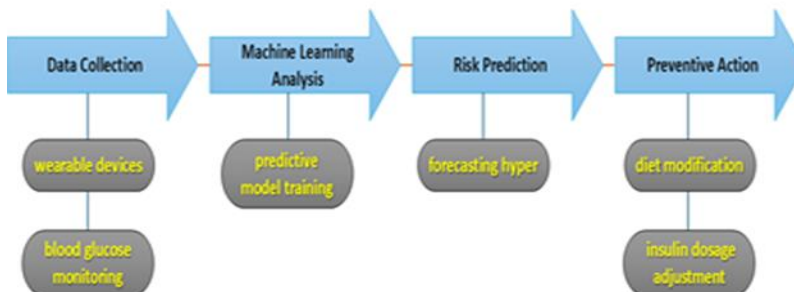 Data Collection
Machine Learning
Analysis
Risk Prediction
Preventive Action
wearable devices
predictive
model training
forecasting hyper
diet modification
blood glucose
monitoring
insulin dosage
adjustment